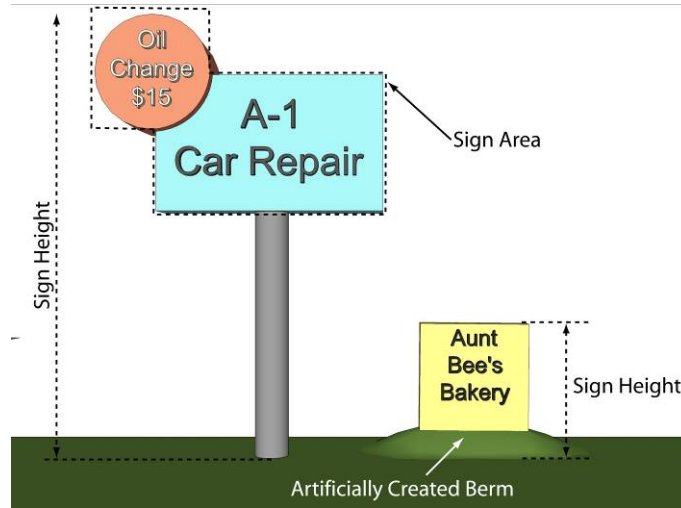 Oil
Change
$15
A-1
Car Repair
Sign Area
Sign Height
Aunt
Bee's
Bakery
Sign Height
Artificially Created Berm